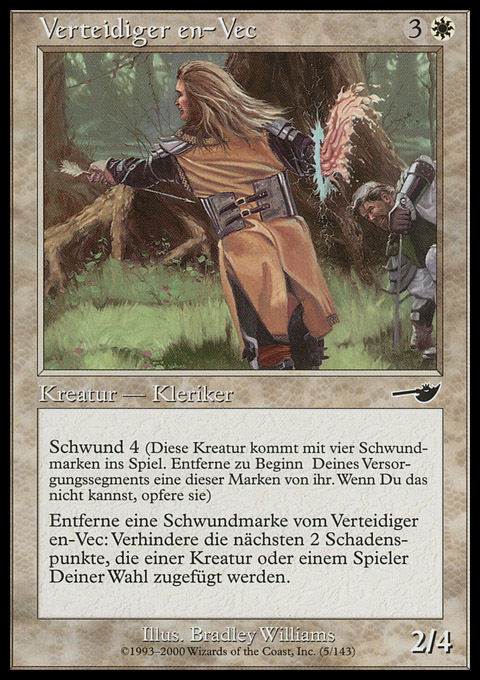 Verteidiger en-Vec 3
Kreatur — Kleriker
Schwund 4 (Diese Kreatur kommt mit vier Schwund-
marken ins Spiel. Entferne zu Beginn Deines Versor-
gungssegments eine dieser Marken von ihr. Wenn Du das
nicht kannst, opfere sie)
Entferne eine Schwundmarke vom Verteidiger
en-Vec: Verhindere die nächsten 2 Schadens-
punkte, die einer Kreatur oder einem Spieler
Deiner Wahl zugefügt werden.
Illus. Bradley Williams
©1993–2000 Wizards of the Coast, Inc. (5/143)
2/4